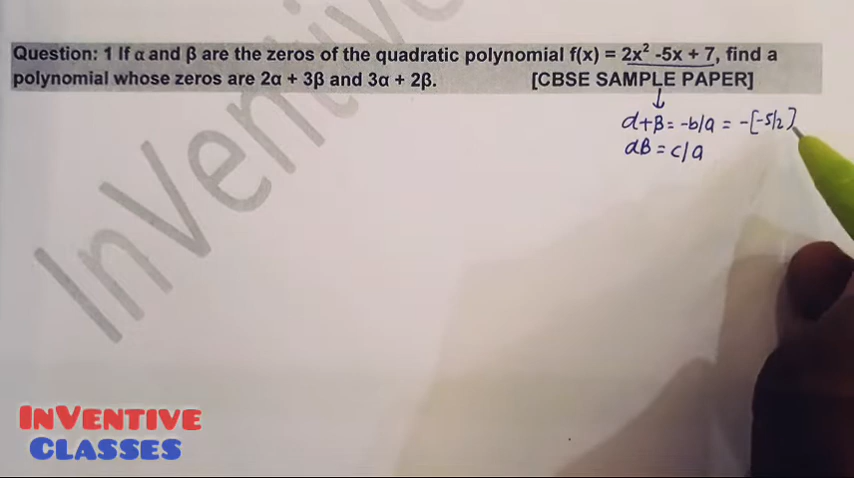 Question: 1 If α and β are the zeros of the quadratic polynomial f(x) = 2x² -5x + 7, find a
polynomial whose zeros are 2α + 3β and 3α + 2β. [CBSE SAMPLE PAPER]
α+β = -b/a = -[-5/2]
αβ = c/a
InVentive
INVENTIVE
CLASSES